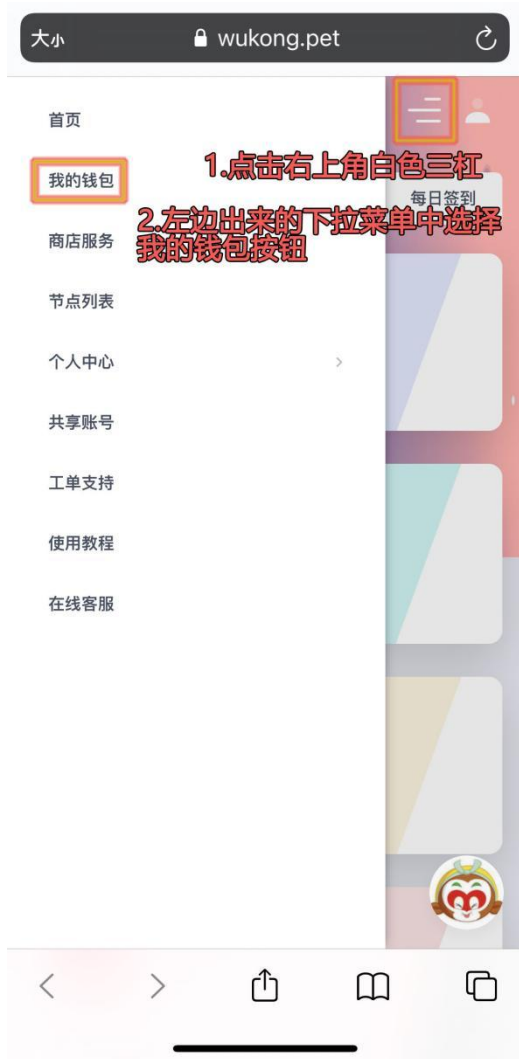 大小 wukong.pet
首页
1.点击右上角白色三杠
我的钱包
每日签到
2.左边出来的下拉菜单中选择
我的钱包按钮
商店服务
节点列表
个人中心
共享账号
工单支持
使用教程
在线客服